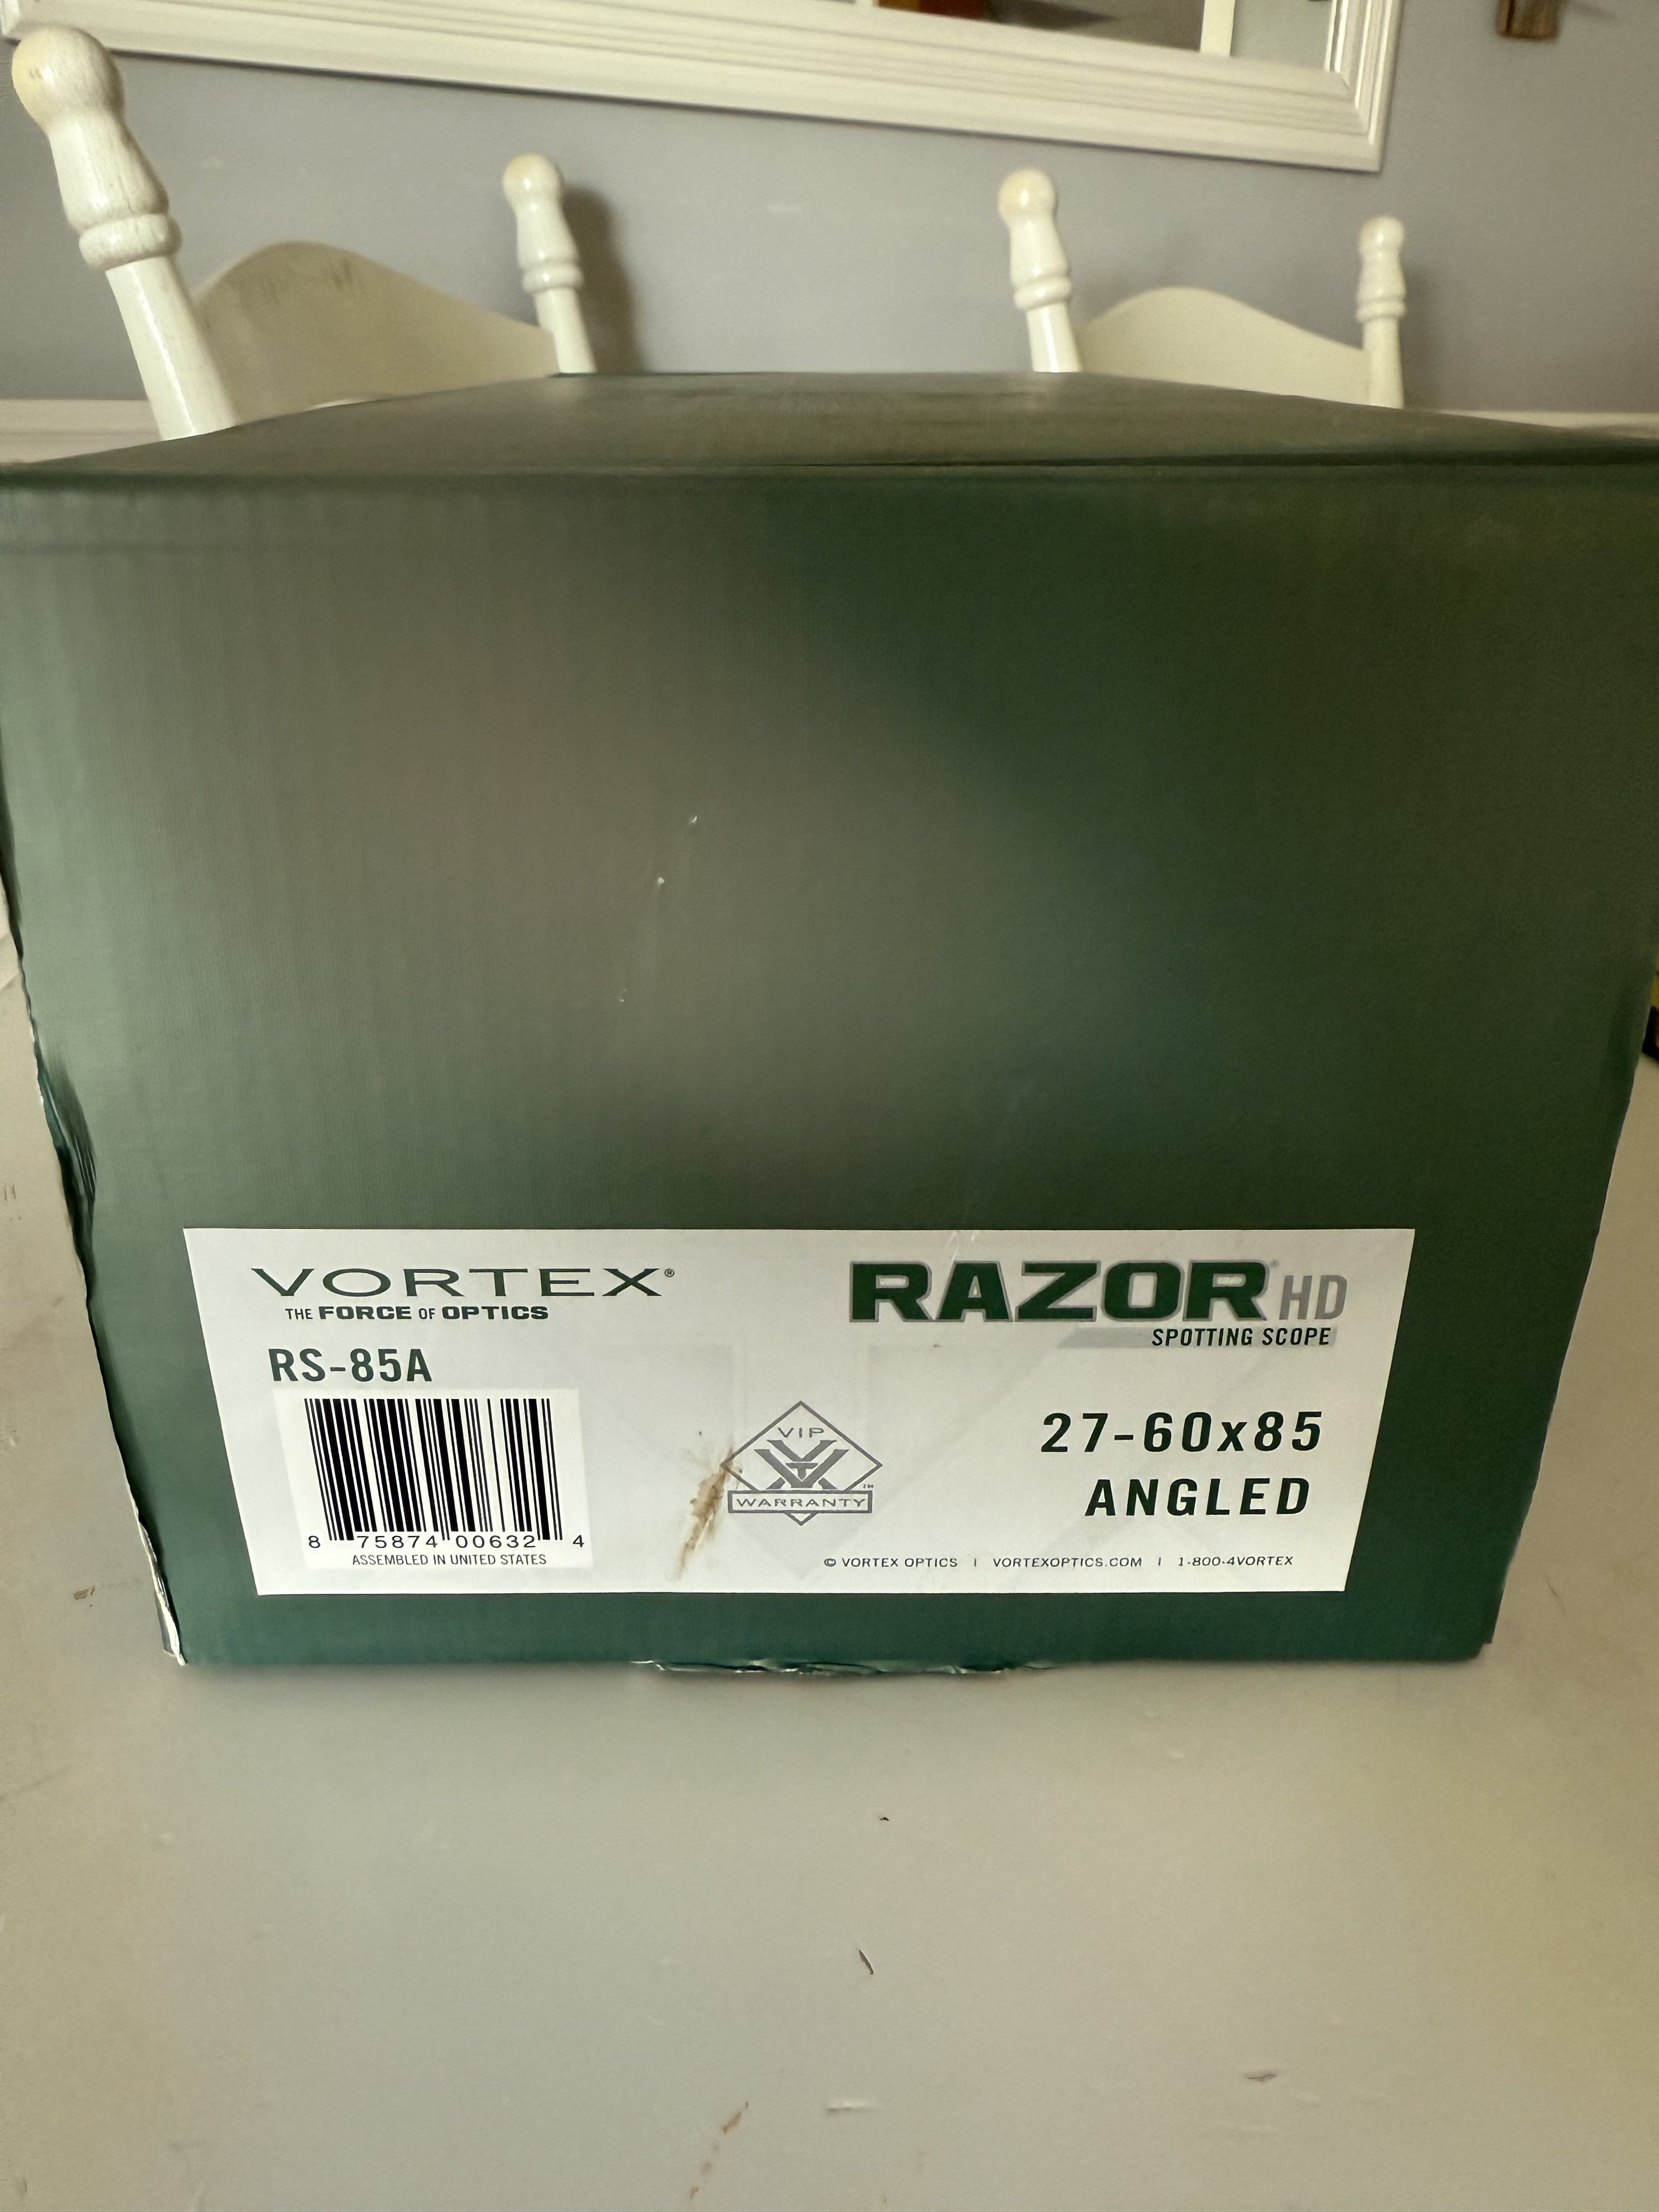 VORTEX®
THE FORCE OF OPTICS
RAZOR® HD
SPOTTING SCOPE
RS-85A
8 75874 00632 4
ASSEMBLED IN UNITED STATES
VIP
WARRANTY™
27-60x85
ANGLED
© VORTEX OPTICS | VORTEXOPTICS.COM | 1-800-4VORTEX